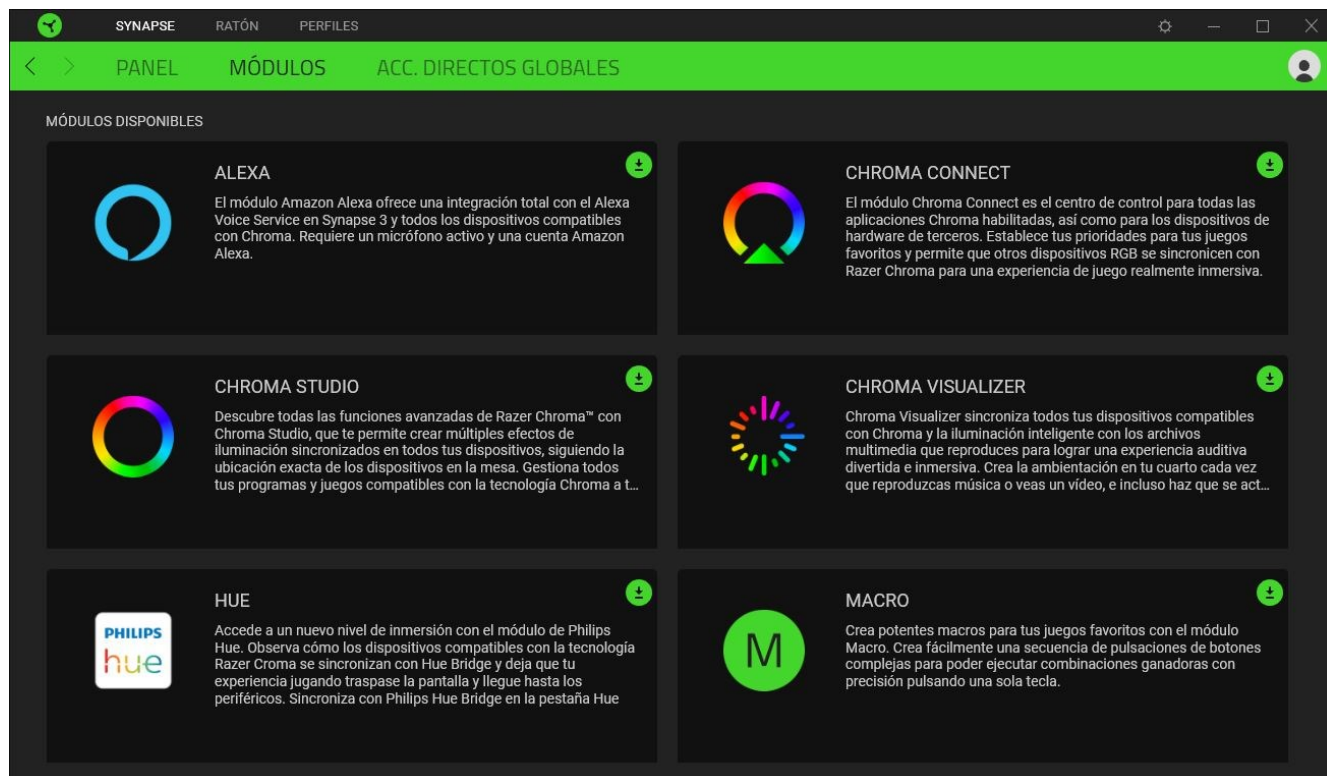 SYNAPSE RATÓN PERFILES
PANEL MÓDULOS ACC. DIRECTOS GLOBALES
MÓDULOS DISPONIBLES
ALEXA
El módulo Amazon Alexa ofrece una integración total con el Alexa
Voice Service en Synapse 3 y todos los dispositivos compatibles
con Chroma. Requiere un micrófono activo y una cuenta Amazon
Alexa.
CHROMA CONNECT
El módulo Chroma Connect es el centro de control para todas las
aplicaciones Chroma habilitadas, así como para los dispositivos de
hardware de terceros. Establece tus prioridades para tus juegos
favoritos y permite que otros dispositivos RGB se sincronicen con
Razer Chroma para una experiencia de juego realmente inmersiva.
CHROMA STUDIO
Descubre todas las funciones avanzadas de Razer Chroma™ con
Chroma Studio, que te permite crear múltiples efectos de
iluminación sincronizados en todos tus dispositivos, siguiendo la
ubicación exacta de los dispositivos en la mesa. Gestiona todos
tus programas y juegos compatibles con la tecnología Chroma a t...
CHROMA VISUALIZER
Chroma Visualizer sincroniza todos tus dispositivos compatibles
con Chroma y la iluminación inteligente con los archivos
multimedia que reproduces para lograr una experiencia auditiva
divertida e inmersiva. Crea la ambientación en tu cuarto cada vez
que reproduzcas música o veas un vídeo, e incluso haz que se act...
PHILIPS
hue
HUE
Accede a un nuevo nivel de inmersión con el módulo de Philips
Hue. Observa cómo los dispositivos compatibles con la tecnología
Razer Croma se sincronizan con Hue Bridge y deja que tu
experiencia jugando traspase la pantalla y llegue hasta los
periféricos. Sincroniza con Philips Hue Bridge en la pestaña Hue
M
MACRO
Crea potentes macros para tus juegos favoritos con el módulo
Macro. Crea fácilmente una secuencia de pulsaciones de botones
complejas para poder ejecutar combinaciones ganadoras con
precisión pulsando una sola tecla.